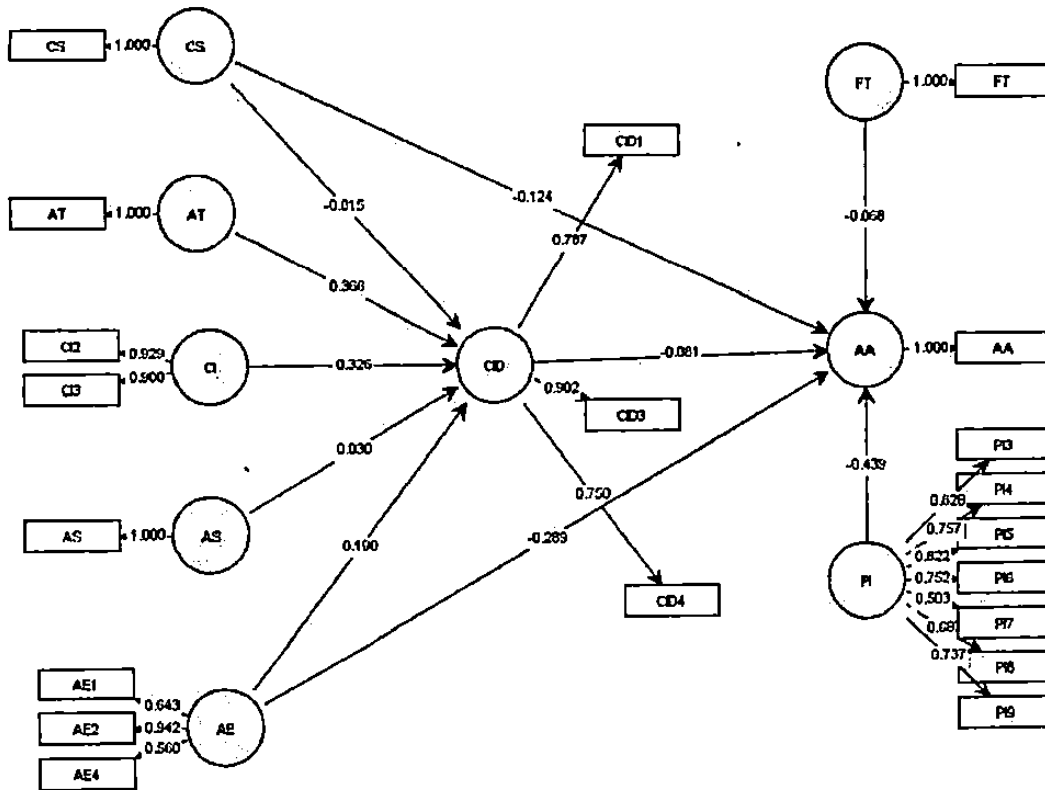 CS
1.000
CS
FT
1.000
FT
CID1
-0.124
-0.015
0.787
AT
1.000
AT
-0.068
0.368
CI2
0.929
CI
0.326
CID
-0.081
AA
1.000
AA
CI3
0.900
0.902
CID3
0.030
-0.439
PI3
0.750
0.828
PI4
AS
1.000
AS
0.757
PI5
0.190
-0.289
0.822
PI
0.752
PI6
0.503
CID4
PI7
0.737
PI8
AE1
0.643
PI9
AE2
0.942
AE
0.560
AE4